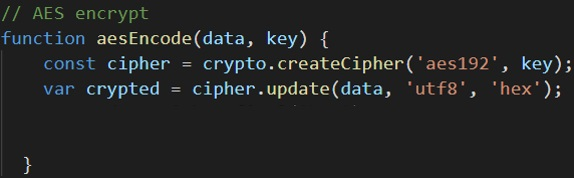 // AES encrypt
function aesEncode(data, key) {
const cipher = crypto.createCipher('aes192', key);
var crypted = cipher.update(data, 'utf8', 'hex');
}